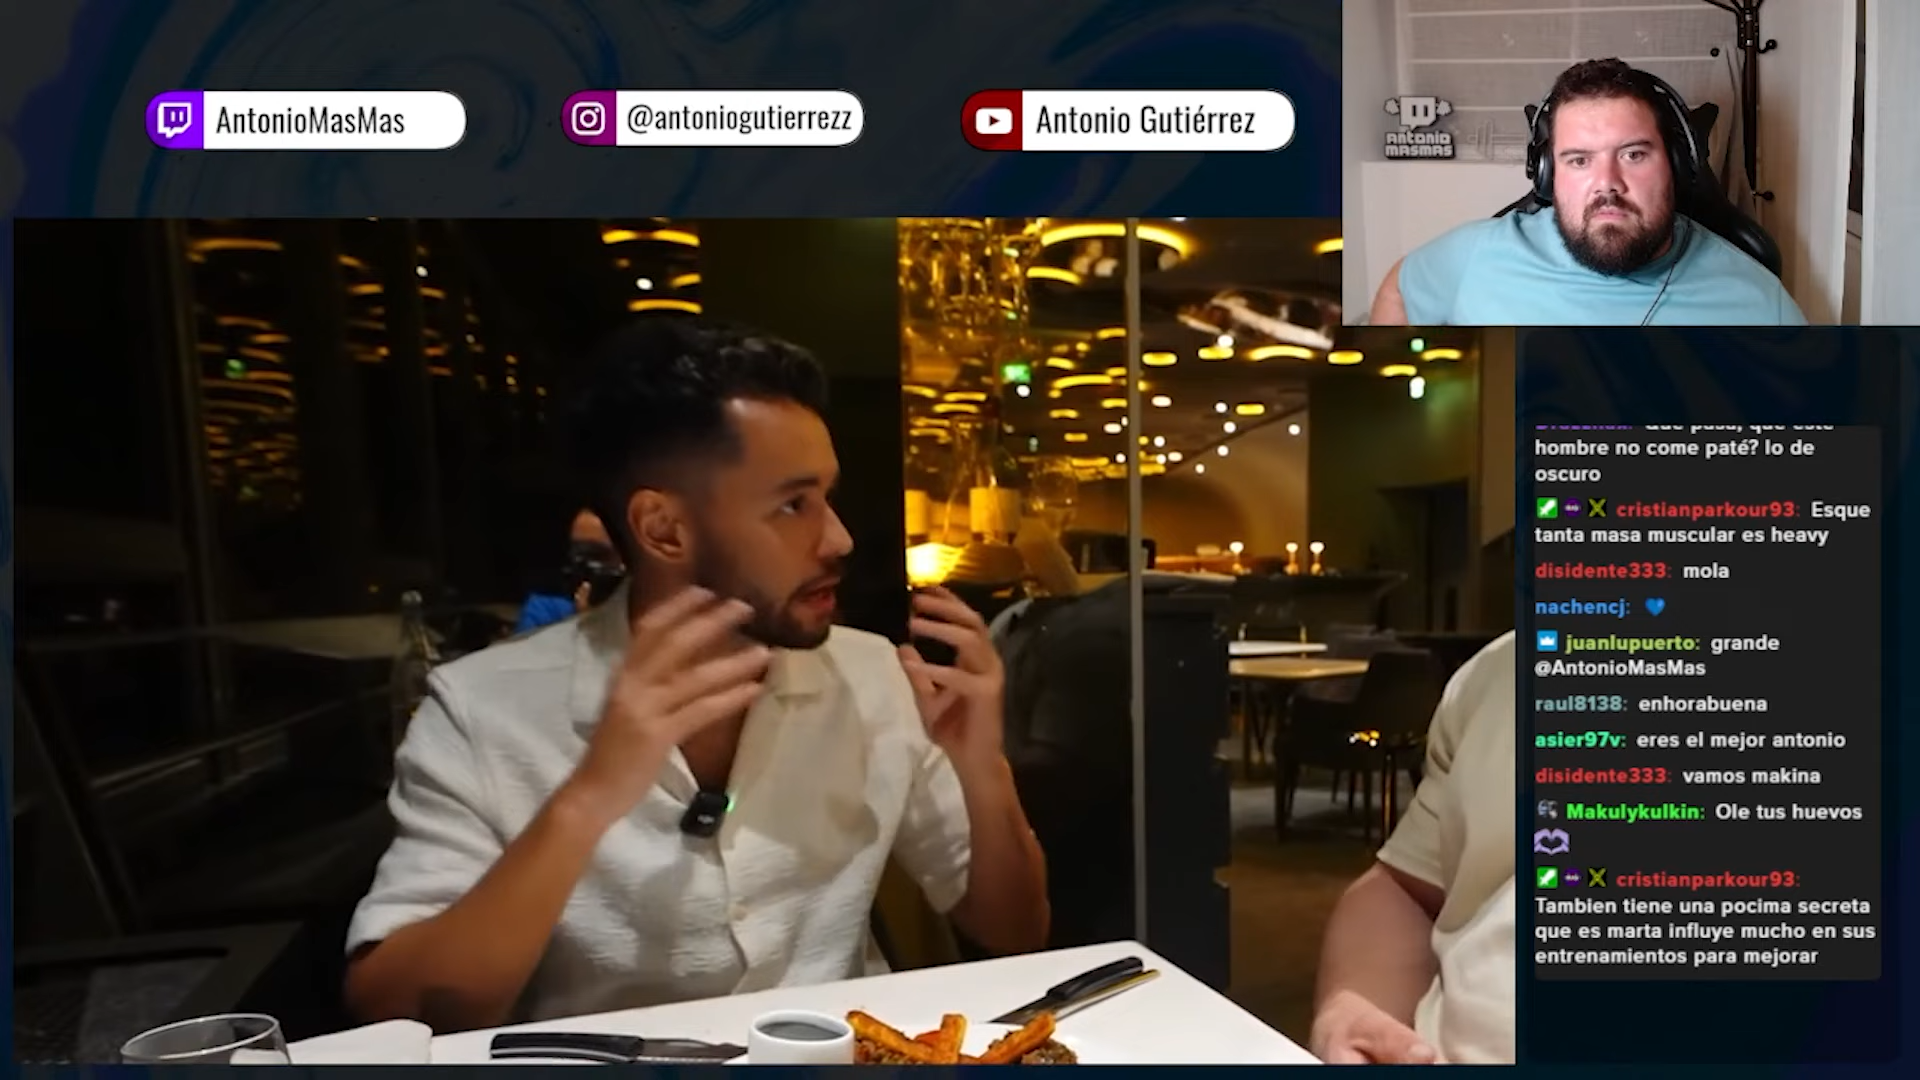 AntonioMasMas
@antoniogutierrezz
Antonio Gutiérrez
ANTONIO
MASMAS
hombre no come paté? lo de
oscuro
cristianparkour93: Esque
tanta masa muscular es heavy
disidente333: mola
nachencj:
juanlupuerto: grande
@AntonioMasMas
raul8138: enhorabuena
asier97v: eres el mejor antonio
disidente333: vamos makina
Makulykulkin: Ole tus huevos
cristianparkour93:
Tambien tiene una pocima secreta
que es marta influye mucho en sus
entrenamientos para mejorar